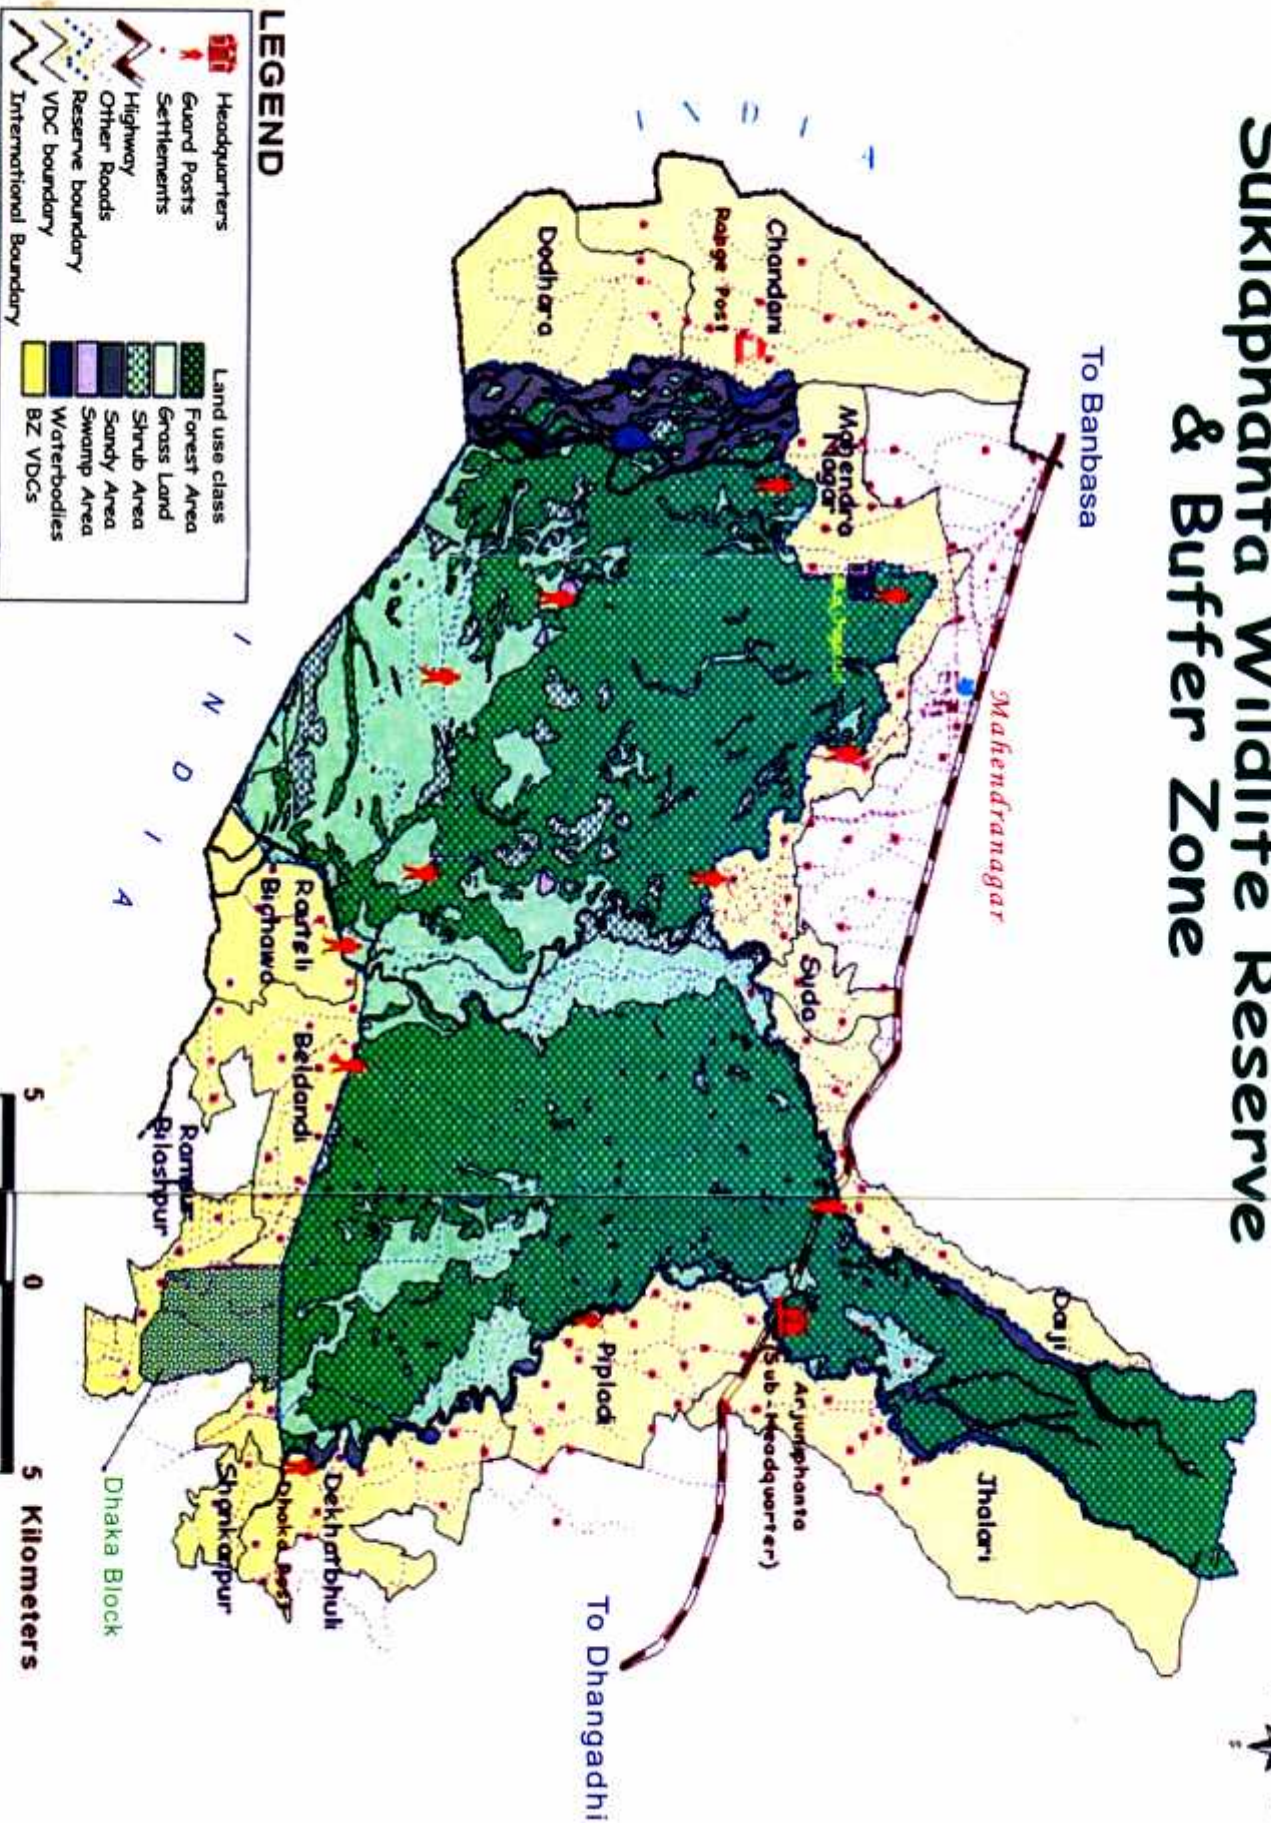 Suklaphanta Wildlife Reserve
& Buffer Zone
To Banbasa
INDIA
Chandani
Range Post
Dodhara
Mahendra
Nagar
Mahendranagar
Suda
Daiji
Jhalari
Arjuniphanta
(Sub-Headquarter)
Pipladi
To Dhangadhi
Rauteli
Bichawa
Beldandi
Rampur
Bilashpur
Dekhatbhuli
Dhaka Post
Shankarpur
Dhaka Block
INDIA
LEGEND
Headquarters
Guard Posts
Settlements
Highway
Other Roads
Reserve boundary
VDC boundary
International Boundary
Land use class
Forest Area
Grass Land
Shrub Area
Sandy Area
Swamp Area
Waterbodies
BZ VDCs
5 0 5 Kilometers